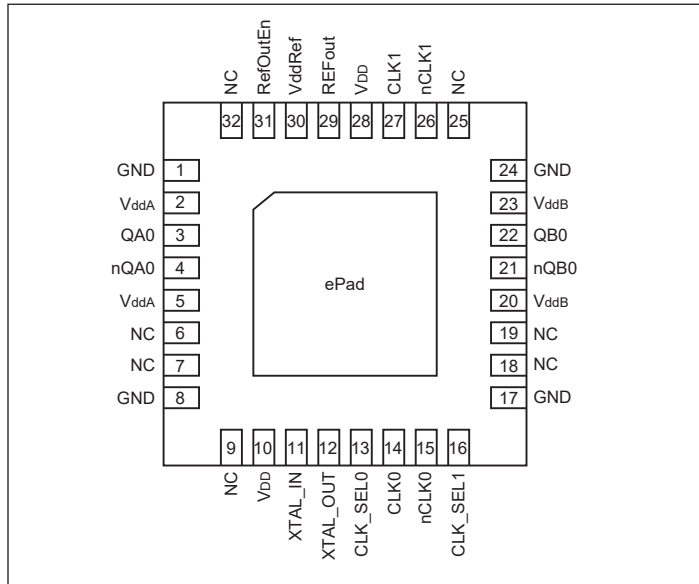 NC RefOutEn VddRef REFout VDD CLK1 nCLK1 NC
32 31 30 29 28 27 26 25
GND 1 24 GND
VddA 2 23 VddB
QA0 3 22 QB0
nQA0 4 21 nQB0
ePad
VddA 5 20 VddB
NC 6 19 NC
NC 7 18 NC
GND 8 17 GND
9 10 11 12 13 14 15 16
NC VDD XTAL_IN XTAL_OUT CLK_SEL0 CLK0 nCLK0 CLK_SEL1